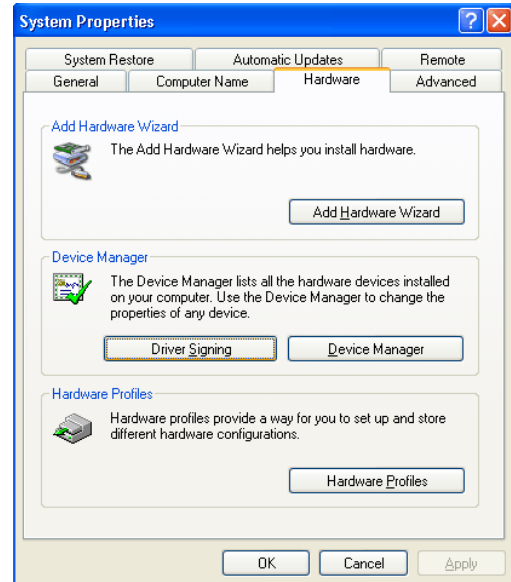 System Properties
System Restore Automatic Updates Remote
General Computer Name Hardware Advanced
Add Hardware Wizard
The Add Hardware Wizard helps you install hardware.
Add Hardware Wizard
Device Manager
The Device Manager lists all the hardware devices installed
on your computer. Use the Device Manager to change the
properties of any device.
Driver Signing Device Manager
Hardware Profiles
Hardware profiles provide a way for you to set up and store
different hardware configurations.
Hardware Profiles
OK Cancel Apply